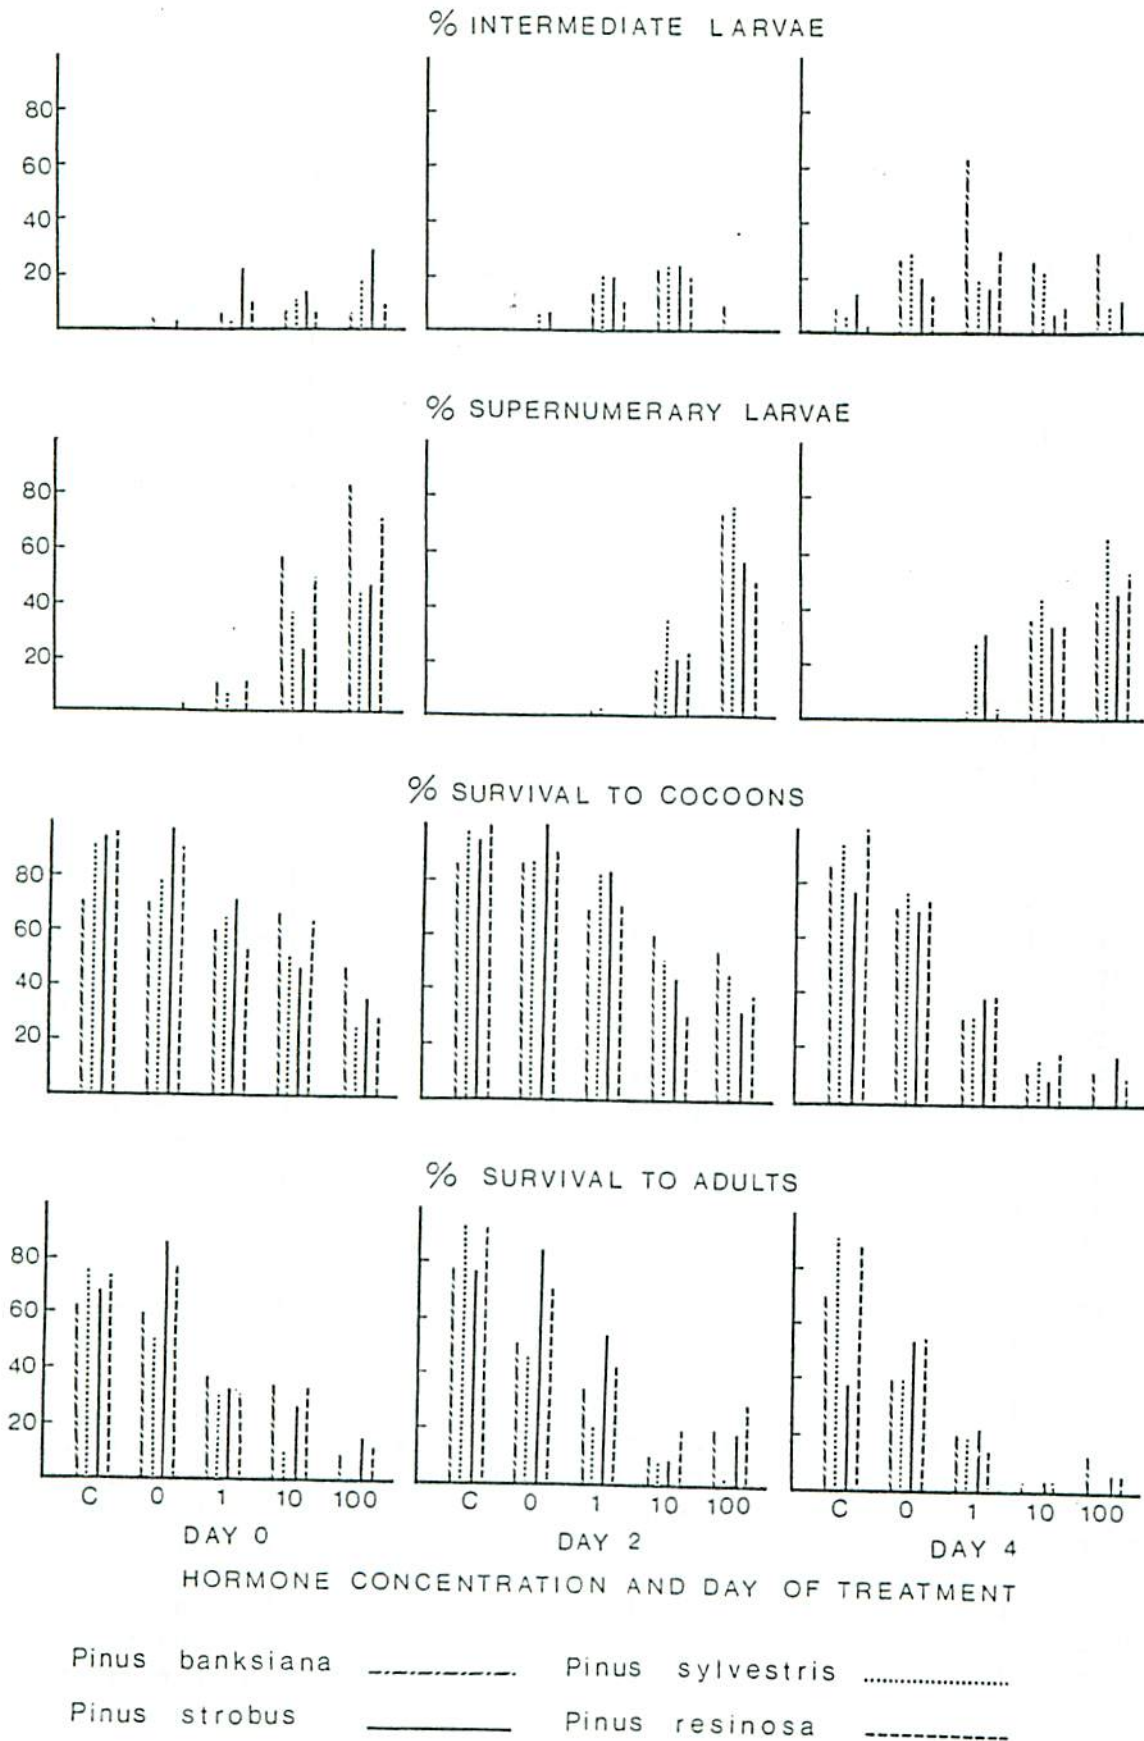 % INTERMEDIATE LARVAE
80
60
40
20
% SUPERNUMERARY LARVAE
80
60
40
20
% SURVIVAL TO COCOONS
80
60
40
20
% SURVIVAL TO ADULTS
80
60
40
20
C 0 1 10 100 C 0 1 10 100 C 0 1 10 100
DAY 0 DAY 2 DAY 4
HORMONE CONCENTRATION AND DAY OF TREATMENT
Pinus banksiana Pinus sylvestris
Pinus strobus Pinus resinosa